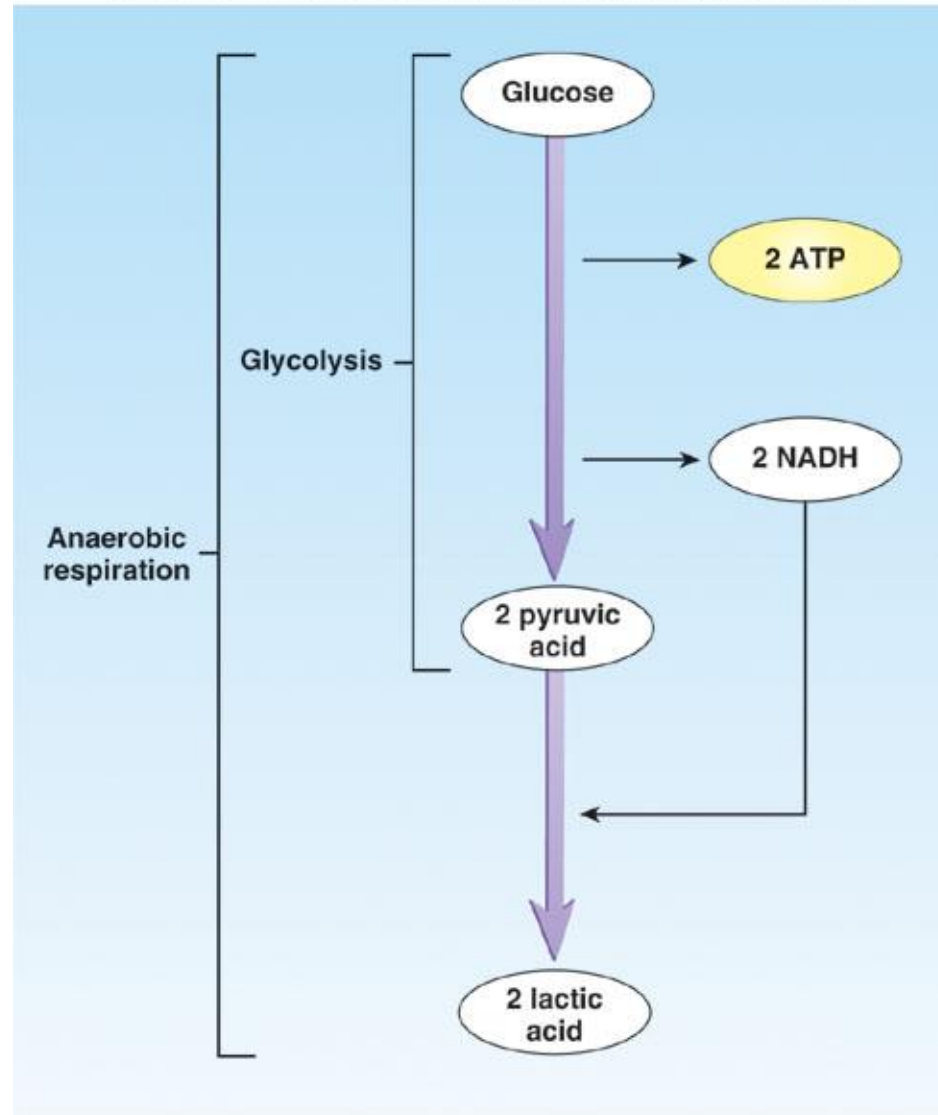 Glucose
2 ATP
Glycolysis
2 NADH
Anaerobic
respiration
2 pyruvic
acid
2 lactic
acid